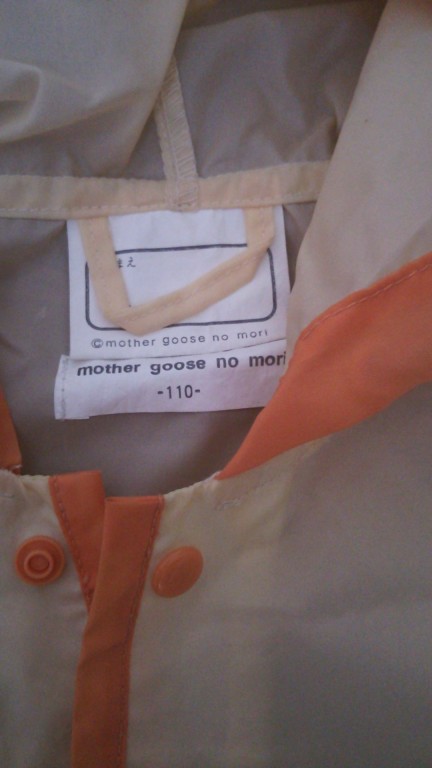 まえ
©mother goose no mori
mother goose no mori
-110-